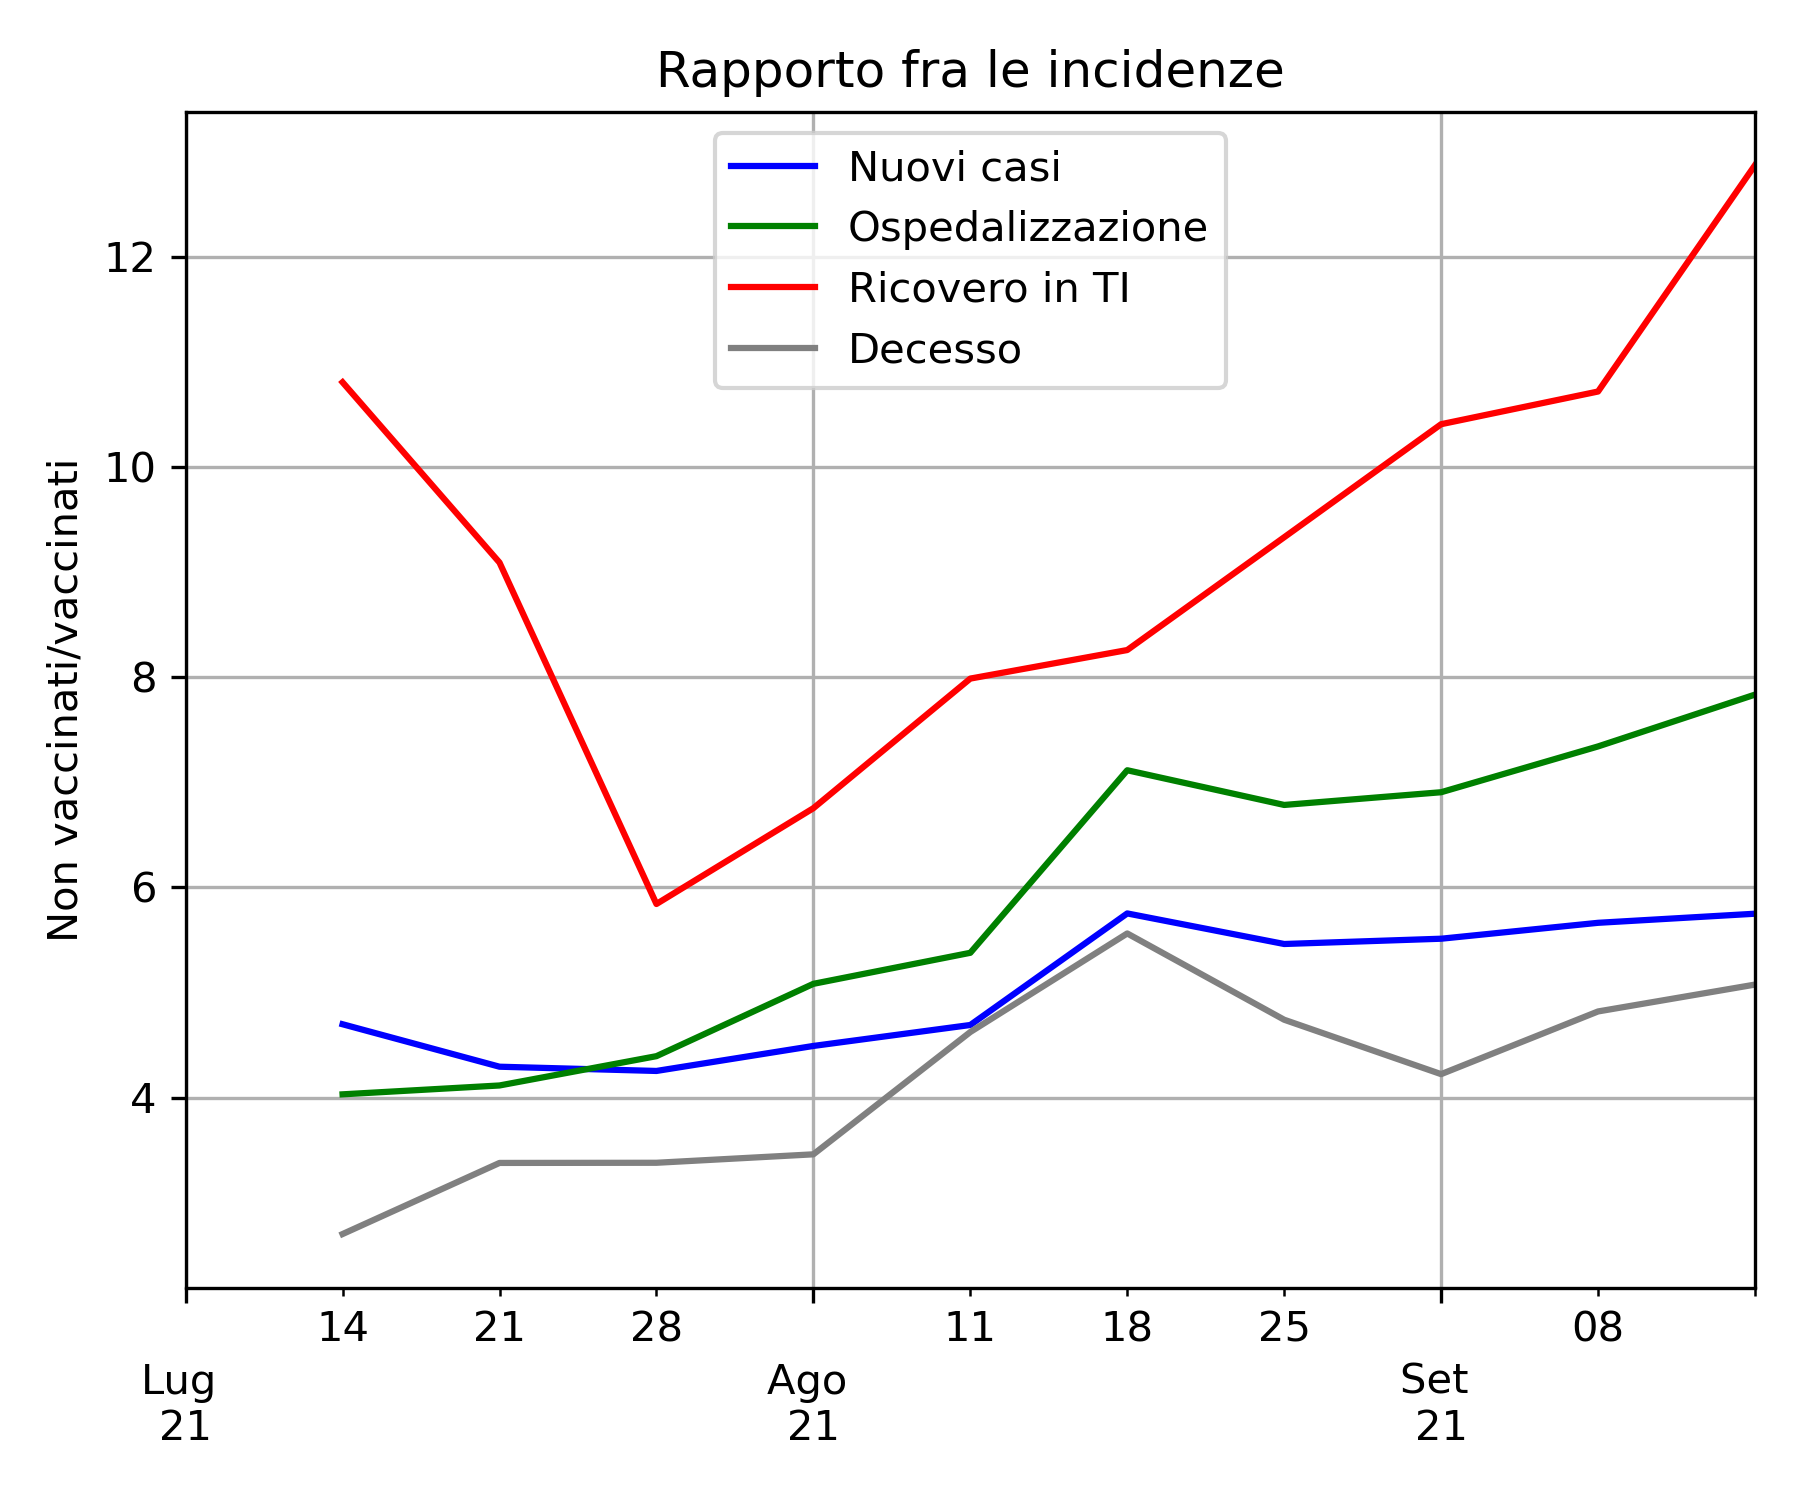 Rapporto fra le incidenze
Nuovi casi
Ospedalizzazione
Ricovero in TI
Decesso
Non vaccinati/vaccinati
12
10
8
6
4
14 21 28 11 18 25 08
Lug Ago Set
21 21 21